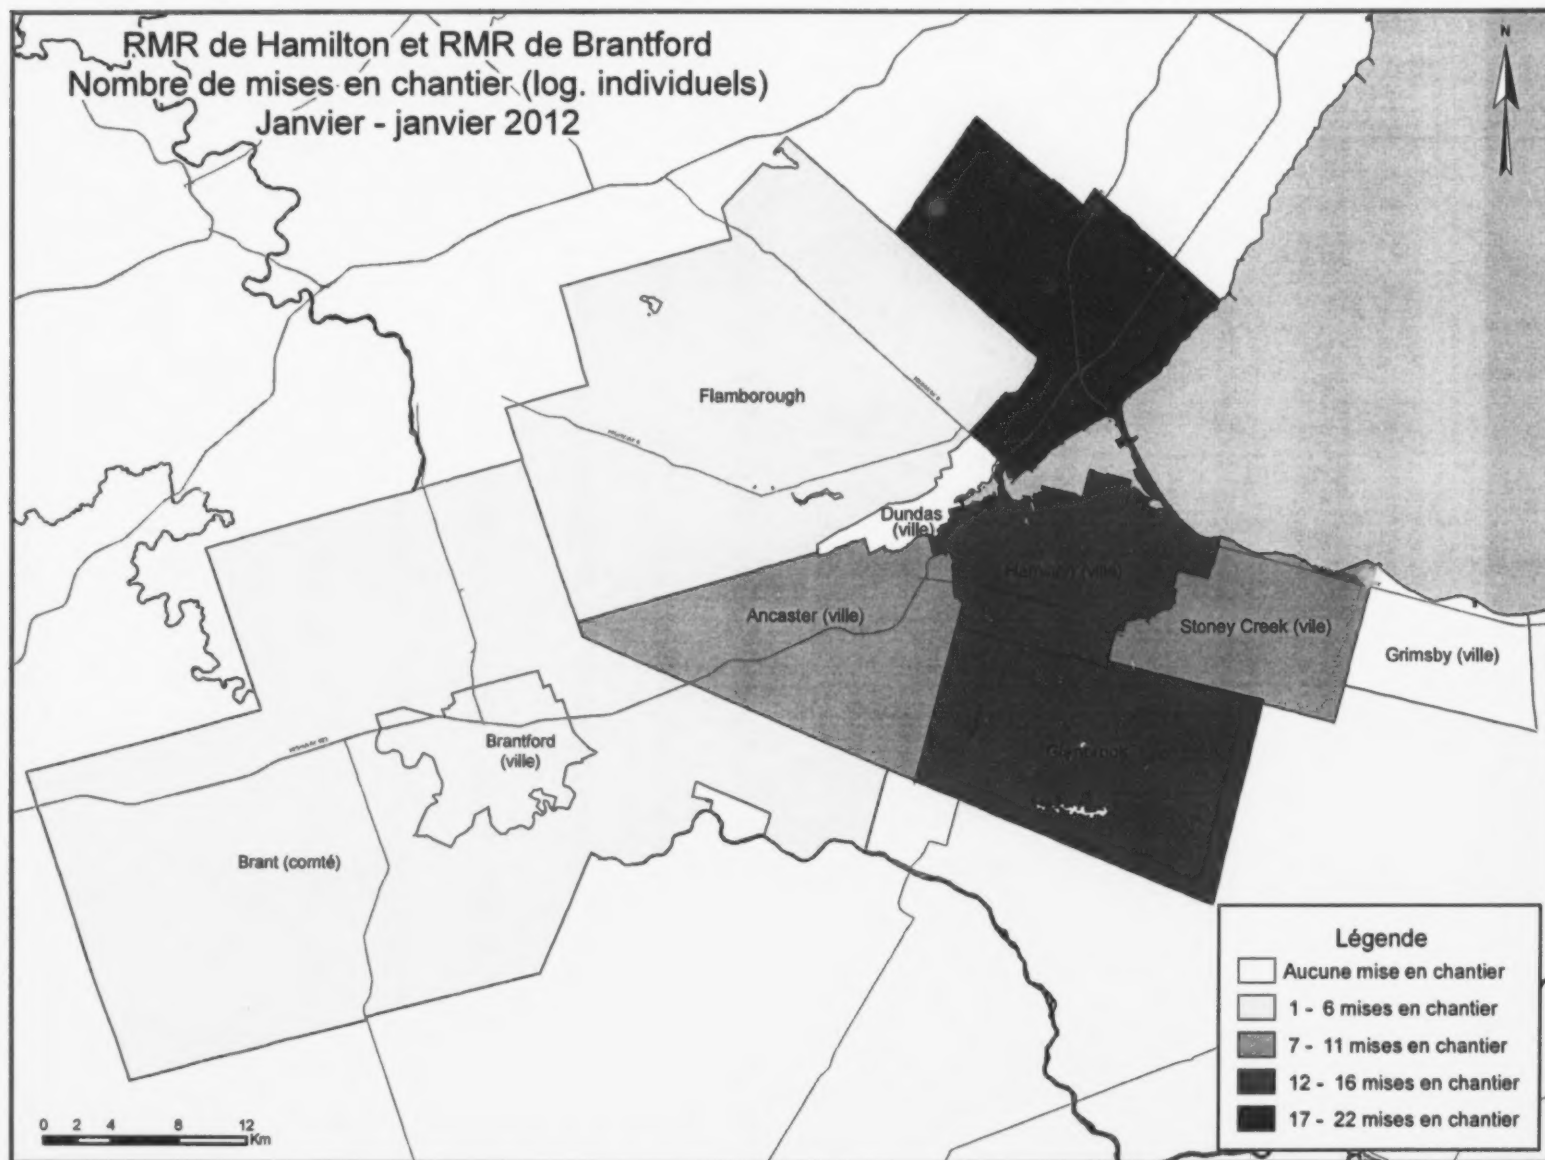 RMR de Hamilton et RMR de Brantford
Nombre de mises en chantier (log. individuels)
Janvier - janvier 2012
N
Flamborough
Dundas
(ville)
Hamilton (ville)
Ancaster (ville)
Stoney Creek (vile)
Grimsby (ville)
Brantford
(ville)
Glanbrook
Brant (comté)
Légende
Aucune mise en chantier
1 - 6 mises en chantier
7 - 11 mises en chantier
12 - 16 mises en chantier
17 - 22 mises en chantier
0 2 4 8 12
Km